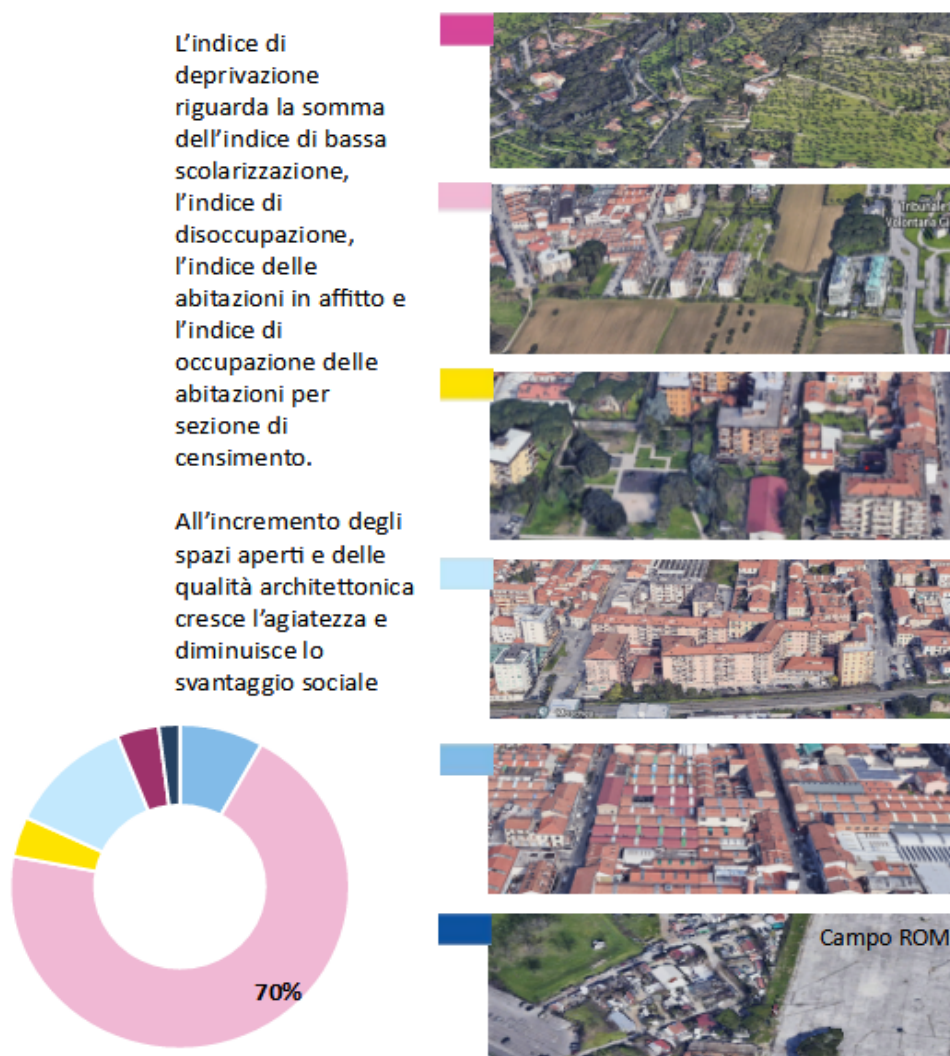 L'indice di
deprivazione
riguarda la somma
dell'indice di bassa
scolarizzazione,
l'indice di
disoccupazione,
l'indice delle
abitazioni in affitto e
l'indice di
occupazione delle
abitazioni per
sezione di
censimento.
All'incremento degli
spazi aperti e delle
qualità architettonica
cresce l'agiatezza e
diminuisce lo
svantaggio sociale
70%
Tribunale
Volontaria
Campo ROM